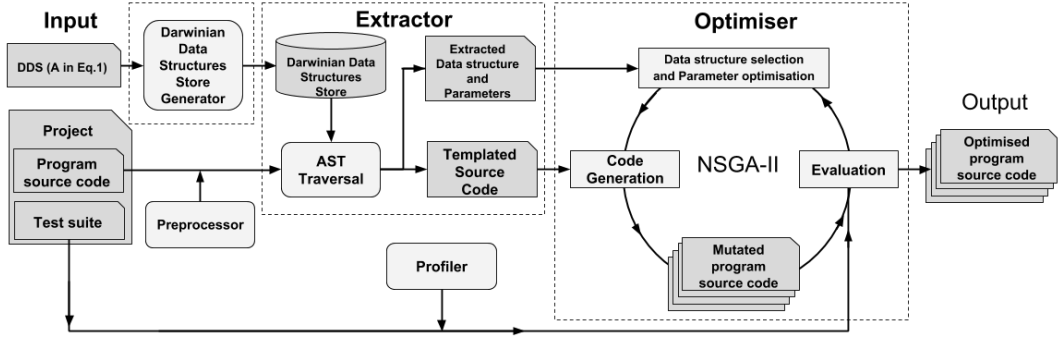 Input
Extractor
Optimiser
DDS (A in Eq.1)
Darwinian
Data
Structures
Store
Generator
Darwinian Data
Structures
Store
Extracted
Data structure
and
Parameters
Data structure selection
and Parameter optimisation
Project
Program
source code
Test suite
Preprocessor
AST
Traversal
Templated
Source
Code
Code
Generation
NSGA-II
Evaluation
Output
Optimised
program
source code
Mutated
program
source code
Profiler